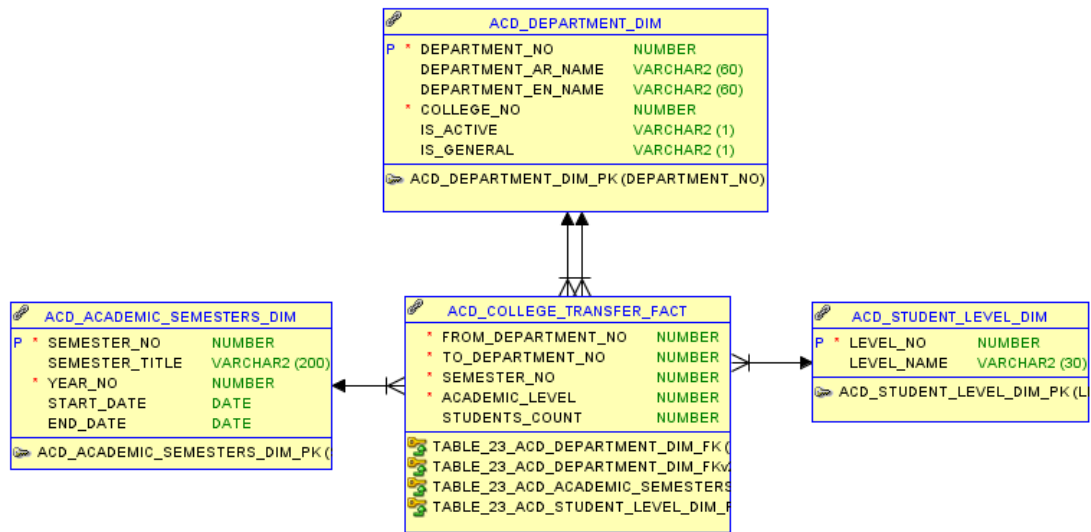 ACD_DEPARTMENT_DIM
P * DEPARTMENT_NO NUMBER
DEPARTMENT_AR_NAME VARCHAR2 (60)
DEPARTMENT_EN_NAME VARCHAR2 (60)
* COLLEGE_NO NUMBER
IS_ACTIVE VARCHAR2 (1)
IS_GENERAL VARCHAR2 (1)
ACD_DEPARTMENT_DIM_PK (DEPARTMENT_NO)
ACD_ACADEMIC_SEMESTERS_DIM
P * SEMESTER_NO NUMBER
SEMESTER_TITLE VARCHAR2 (200)
* YEAR_NO NUMBER
START_DATE DATE
END_DATE DATE
ACD_ACADEMIC_SEMESTERS_DIM_PK (
ACD_COLLEGE_TRANSFER_FACT
* FROM_DEPARTMENT_NO NUMBER
* TO_DEPARTMENT_NO NUMBER
* SEMESTER_NO NUMBER
* ACADEMIC_LEVEL NUMBER
STUDENTS_COUNT NUMBER
TABLE_23_ACD_DEPARTMENT_DIM_FK (
TABLE_23_ACD_DEPARTMENT_DIM_FKv
TABLE_23_ACD_ACADEMIC_SEMESTERS
TABLE_23_ACD_STUDENT_LEVEL_DIM_F
ACD_STUDENT_LEVEL_DIM
P * LEVEL_NO NUMBER
LEVEL_NAME VARCHAR2 (30)
ACD_STUDENT_LEVEL_DIM_PK (L